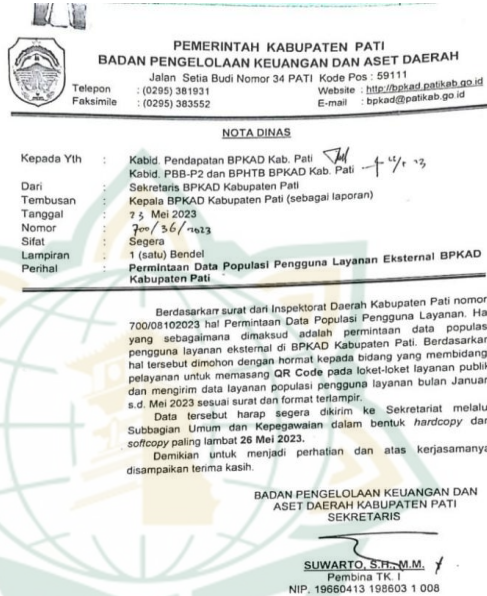 PEMERINTAH KABUPATEN PATI
BADAN PENGELOLAAN KEUANGAN DAN ASET DAERAH
Jalan Setia Budi Nomor 34 PATI Kode Pos : 59111
Telepon : (0295) 381931 Website : http://bpkad.patikab.go.id
Faksimile : (0295) 383552 E-mail : bpkad@patikab.go.id
NOTA DINAS
Kepada Yth : Kabid. Pendapatan BPKAD Kab. Pati
Kabid. PBB-P2 dan BPHTB BPKAD Kab. Pati
Dari : Sekretaris BPKAD Kabupaten Pati
Tembusan : Kepala BPKAD Kabupaten Pati (sebagai laporan)
Tanggal : 23 Mei 2023
Nomor : 700/36/2023
Sifat : Segera
Lampiran : 1 (satu) Bendel
Perihal : Permintaan Data Populasi Pengguna Layanan Eksternal BPKAD
Kabupaten Pati
Berdasarkan surat dari Inspektorat Daerah Kabupaten Pati nomor
700/08102023 hal Permintaan Data Populasi Pengguna Layanan. Ha
yang sebagaimana dimaksud adalah permintaan data populas
pengguna layanan eksternal di BPKAD Kabupaten Pati. Berdasarkan
hal tersebut dimohon dengan hormat kepada bidang yang membidang
pelayanan untuk memasang QR Code pada loket-loket layanan publik
dan mengirim data layanan populasi pengguna layanan bulan Januar
s.d. Mei 2023 sesuai surat dan format terlampir.
Data tersebut harap segera dikirim ke Sekretariat melalu
Subbagian Umum dan Kepegawaian dalam bentuk hardcopy dan
softcopy paling lambat 26 Mei 2023.
Demikian untuk menjadi perhatian dan atas kerjasamanya
disampaikan terima kasih.
BADAN PENGELOLAAN KEUANGAN DAN
ASET DAERAH KABUPATEN PATI
SEKRETARIS
SUWARTO, S.H., M.M.
Pembina TK. I
NIP. 19660413 198603 1 008